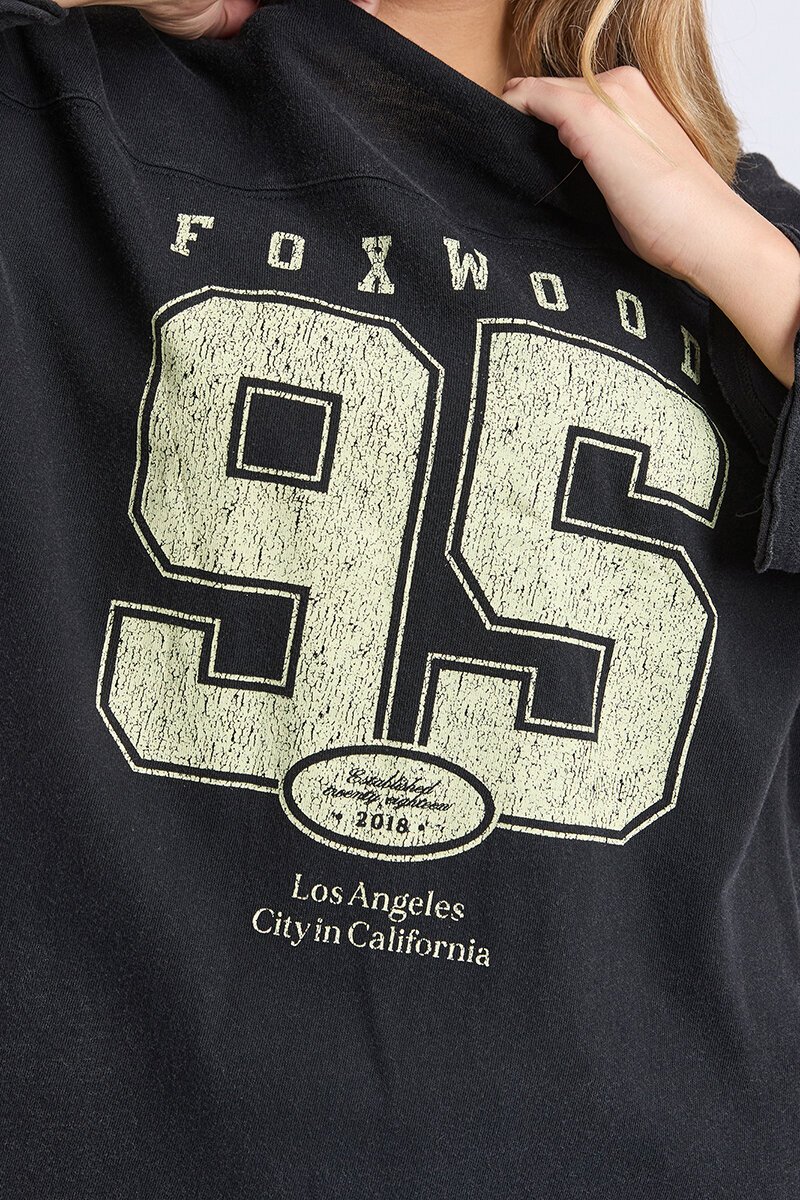 FOXWOOD
95
Established
twenty eighteen
2018
Los Angeles
City in California